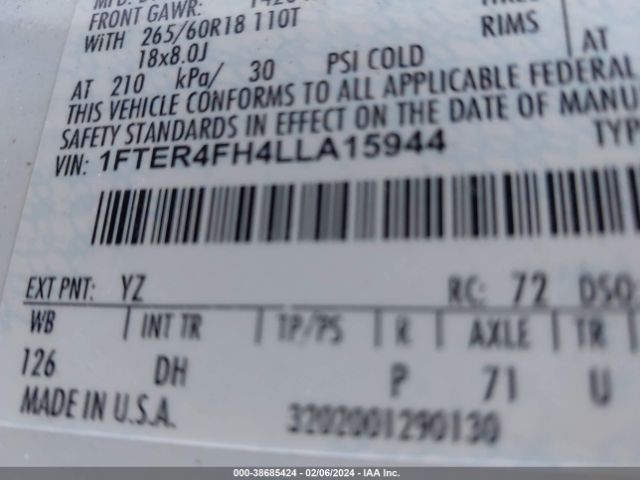 FRONT GAWR:
WITH 265/60R18 110T RIMS
18x8.0J AT
AT 210 kPa/ 30 PSI COLD
THIS VEHICLE CONFORMS TO ALL APPLICABLE FEDERAL
SAFETY STANDARDS IN EFFECT ON THE DATE OF MANU
VIN: 1FTER4FH4LLA15944 TYP
EXT PNT: YZ RC: 72 DSO
WB INT TR TP/PS R AXLE TR
126 DH P 71 U
MADE IN U.S.A. 3202001290130
000-38685424 - 02/06/2024 - IAA Inc.